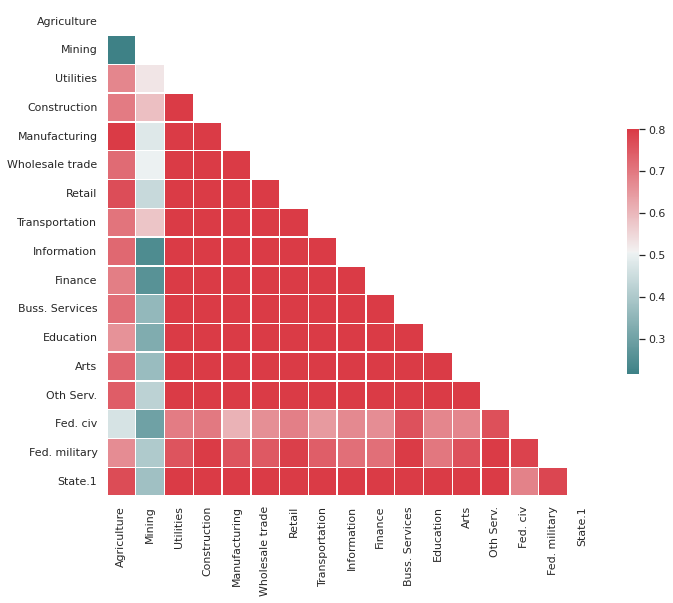 Agriculture
Mining
Utilities
Construction
Manufacturing
Wholesale trade
Retail
Transportation
Information
Finance
Buss. Services
Education
Arts
Oth Serv.
Fed. civ
Fed. military
State.1
Agriculture
Mining
Utilities
Construction
Manufacturing
Wholesale trade
Retail
Transportation
Information
Finance
Buss. Services
Education
Arts
Oth Serv.
Fed. civ
Fed. military
State.1
0.8
0.7
0.6
0.5
0.4
0.3